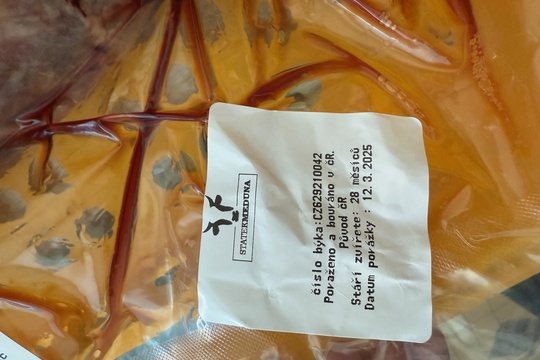 STATEKMEDUNA
číslo býka:CZ629210042
Poraženo a bouráno v ČR.
Původ ČR
Stáří zvířete: 28 měsíců
Datum porážky : 12.3.2025